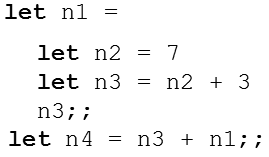 let n1 =
let n2 = 7
let n3 = n2 + 3
n3;;
let n4 = n3 + n1;;